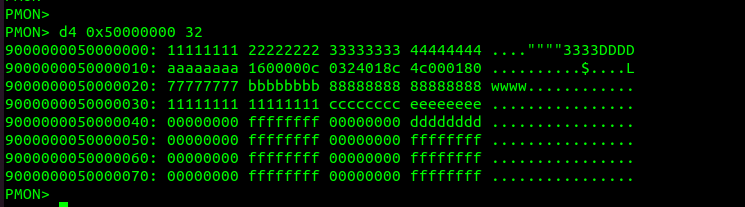 PMON>
PMON> d4 0x50000000 32
9000000050000000: 11111111 22222222 33333333 44444444 ....""""3333DDDD
9000000050000010: aaaaaaaa 1600000c 0324018c 4c000180 ..........$....L
9000000050000020: 77777777 bbbbbbbb 88888888 88888888 wwww............
9000000050000030: 11111111 11111111 cccccccc eeeeeeee ................
9000000050000040: 00000000 ffffffff 00000000 dddddddd ................
9000000050000050: 00000000 ffffffff 00000000 ffffffff ................
9000000050000060: 00000000 ffffffff 00000000 ffffffff ................
9000000050000070: 00000000 ffffffff 00000000 ffffffff ................
PMON>